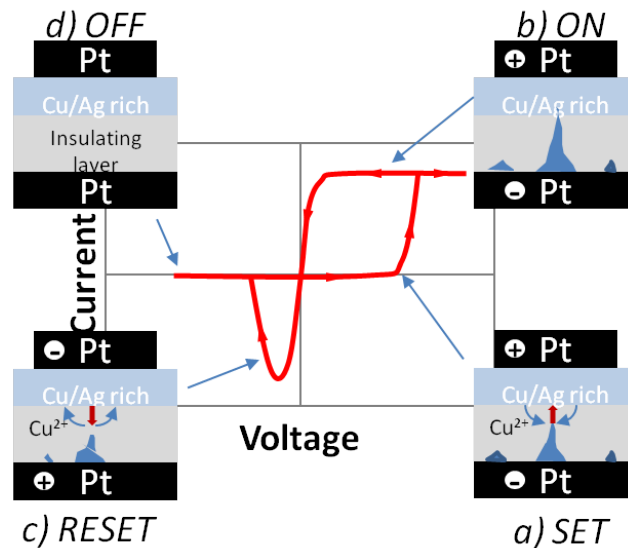 d) OFF
Pt
Cu/Ag rich
Insulating
layer
Pt
b) ON
+ Pt
Cu/Ag rich
− Pt
Current
Voltage
− Pt
Cu/Ag rich
Cu²⁺
+ Pt
c) RESET
+ Pt
Cu/Ag rich
Cu²⁺
− Pt
a) SET